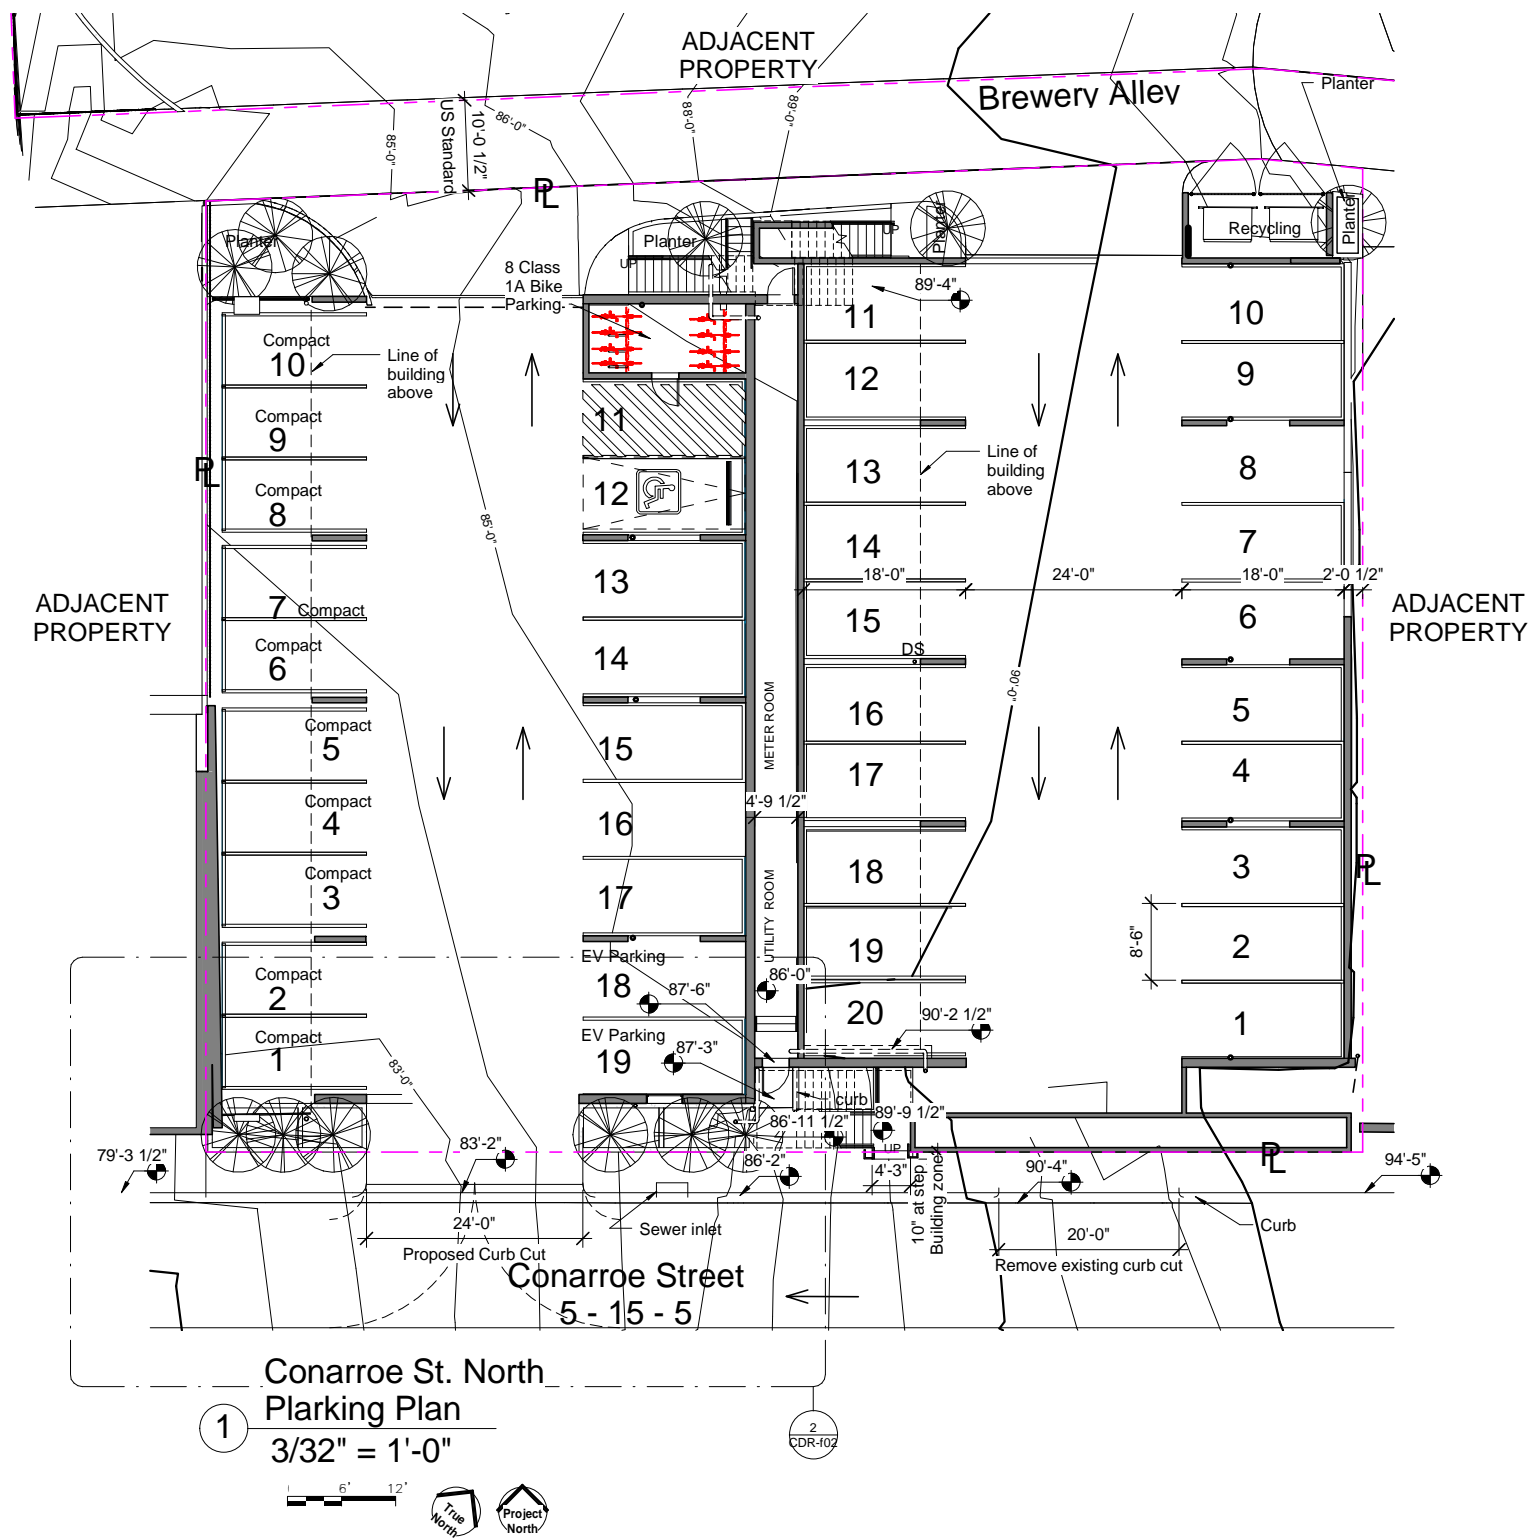 ADJACENT
PROPERTY
Brewery Alley
Planter
US Standard
10'-0 1/2"
85'-0"
86'-0"
88'-0"
89'-0"
PL
Planter
Planter
Planter
Recycling
Planter
UP
UP
8 Class
1A Bike
Parking
89'-4"
Compact
10
Line of
building
above
11
10
Compact
9
11
12
9
Compact
8
12
13
Line of
building
above
8
PL
85'-0"
14
7
18'-0"
24'-0"
18'-0"
2'-0 1/2"
ADJACENT
PROPERTY
7
Compact
13
15
6
ADJACENT
PROPERTY
Compact
6
14
DS
90'-0"
METER ROOM
Compact
5
15
16
5
Compact
4
16
4'-9 1/2"
17
4
Compact
3
17
18
3
PL
UTILITY ROOM
8'-6"
EV Parking
18
87'-6"
86'-0"
19
2
Compact
2
EV Parking
19
87'-3"
20
90'-2 1/2"
1
Compact
1
83'-0"
curb
86'-11 1/2"
89'-9 1/2"
UP
79'-3 1/2"
83'-2"
86'-2"
4'-3"
10" at step
Building zone
90'-4"
PL
94'-5"
24'-0"
Proposed Curb Cut
Sewer inlet
20'-0"
Remove existing curb cut
Curb
Conarroe Street
5 - 15 - 5
1
Conarroe St. North
Plarking Plan
3/32" = 1'-0"
2
CDR-f02
6'
12'
True
North
Project
North